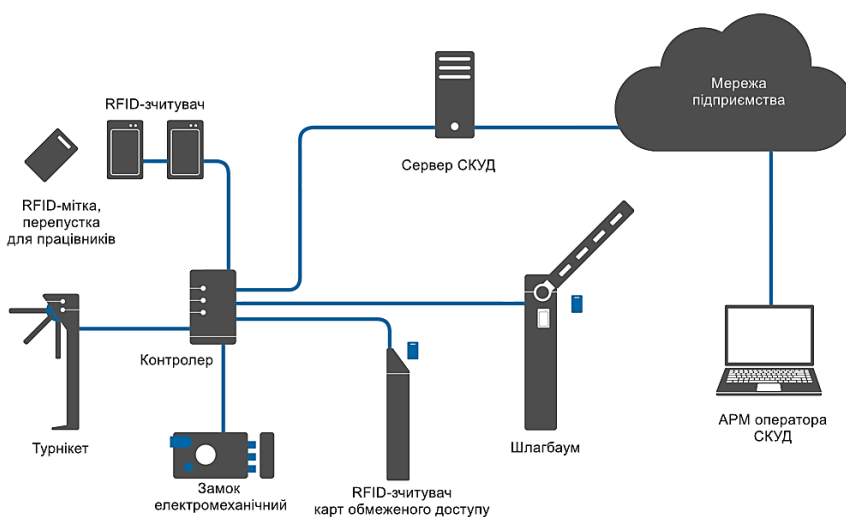 Мережа
підприємства
RFID-зчитувач
Сервер СКУД
RFID-мітка,
перепустка
для працівників
Контролер
АРМ оператора
СКУД
Турнікет
Шлагбаум
Замок
електромеханічний
RFID-зчитувач
карт обмеженого доступу